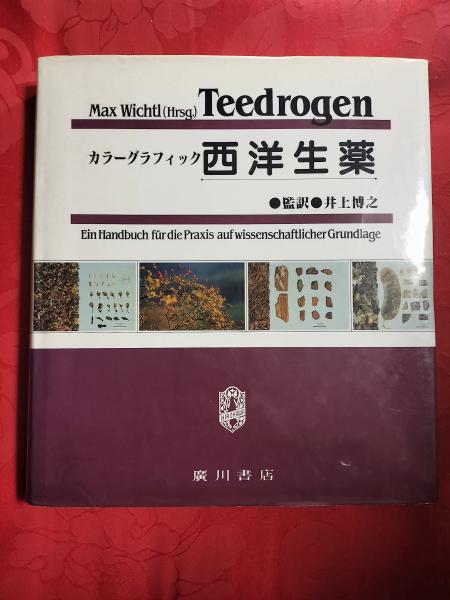 Max Wichtl (Hrsg.) Teedrogen
カラーグラフィック 西洋生薬
●監訳●井上博之
Ein Handbuch für die Praxis auf wissenschaftlicher Grundlage
HIROKAWA
廣川書店